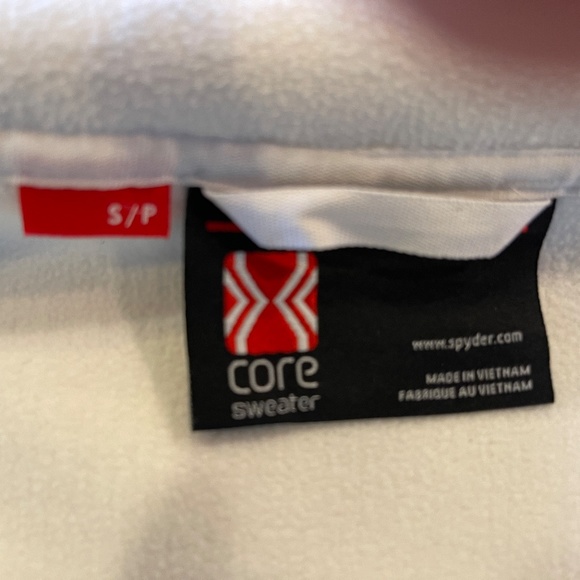 S/P
core
sweater
www.spyder.com
MADE IN VIETNAM
FABRIQUE AU VIETNAM